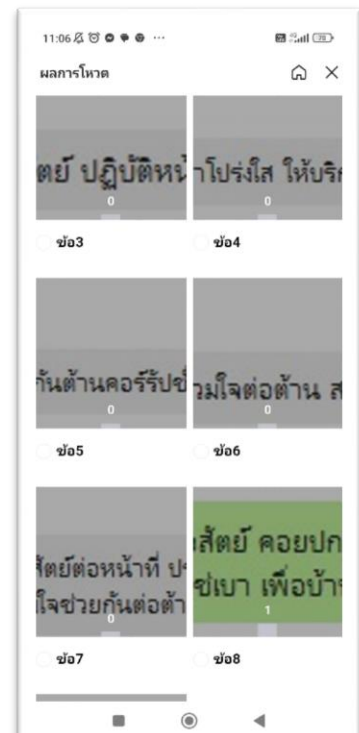 11:06
ผลการโหวต
ตย์ ปฏิบัติหน้
าโปร่งใส ให้บริก
0
0
ข้อ3
ข้อ4
กันต้านคอร์รัปชั่
วมใจต่อต้าน ส
0
0
ข้อ5
ข้อ6
สัตย์ต่อหน้าที่ ปร
ใจช่วยกันต่อต้า
0
อสัตย์ คอยปก
ช่เบา เพื่อบ้าน
1
ข้อ7
ข้อ8